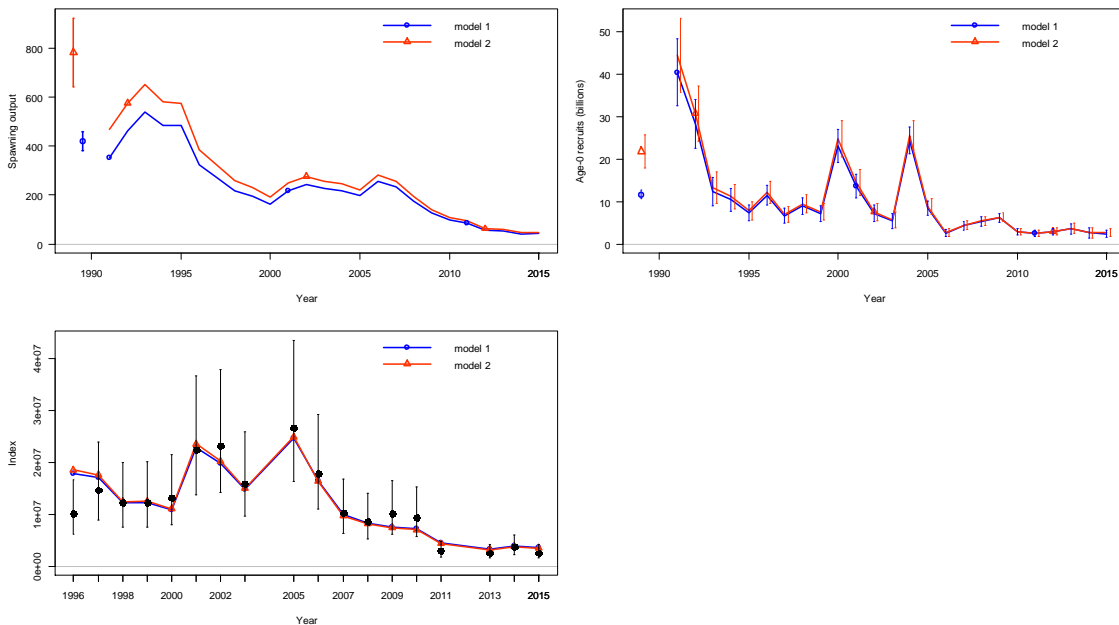 model 1
model 2
Spawning output
0
200
400
600
800
1990
1995
2000
2005
2010
2015
Year
model 1
model 2
Age-0 recruits (billions)
0
10
20
30
40
50
1990
1995
2000
2005
2010
2015
Year
model 1
model 2
Index
0e+00
1e+07
2e+07
3e+07
4e+07
1996
1998
2000
2002
2005
2007
2009
2011
2013
2015
Year